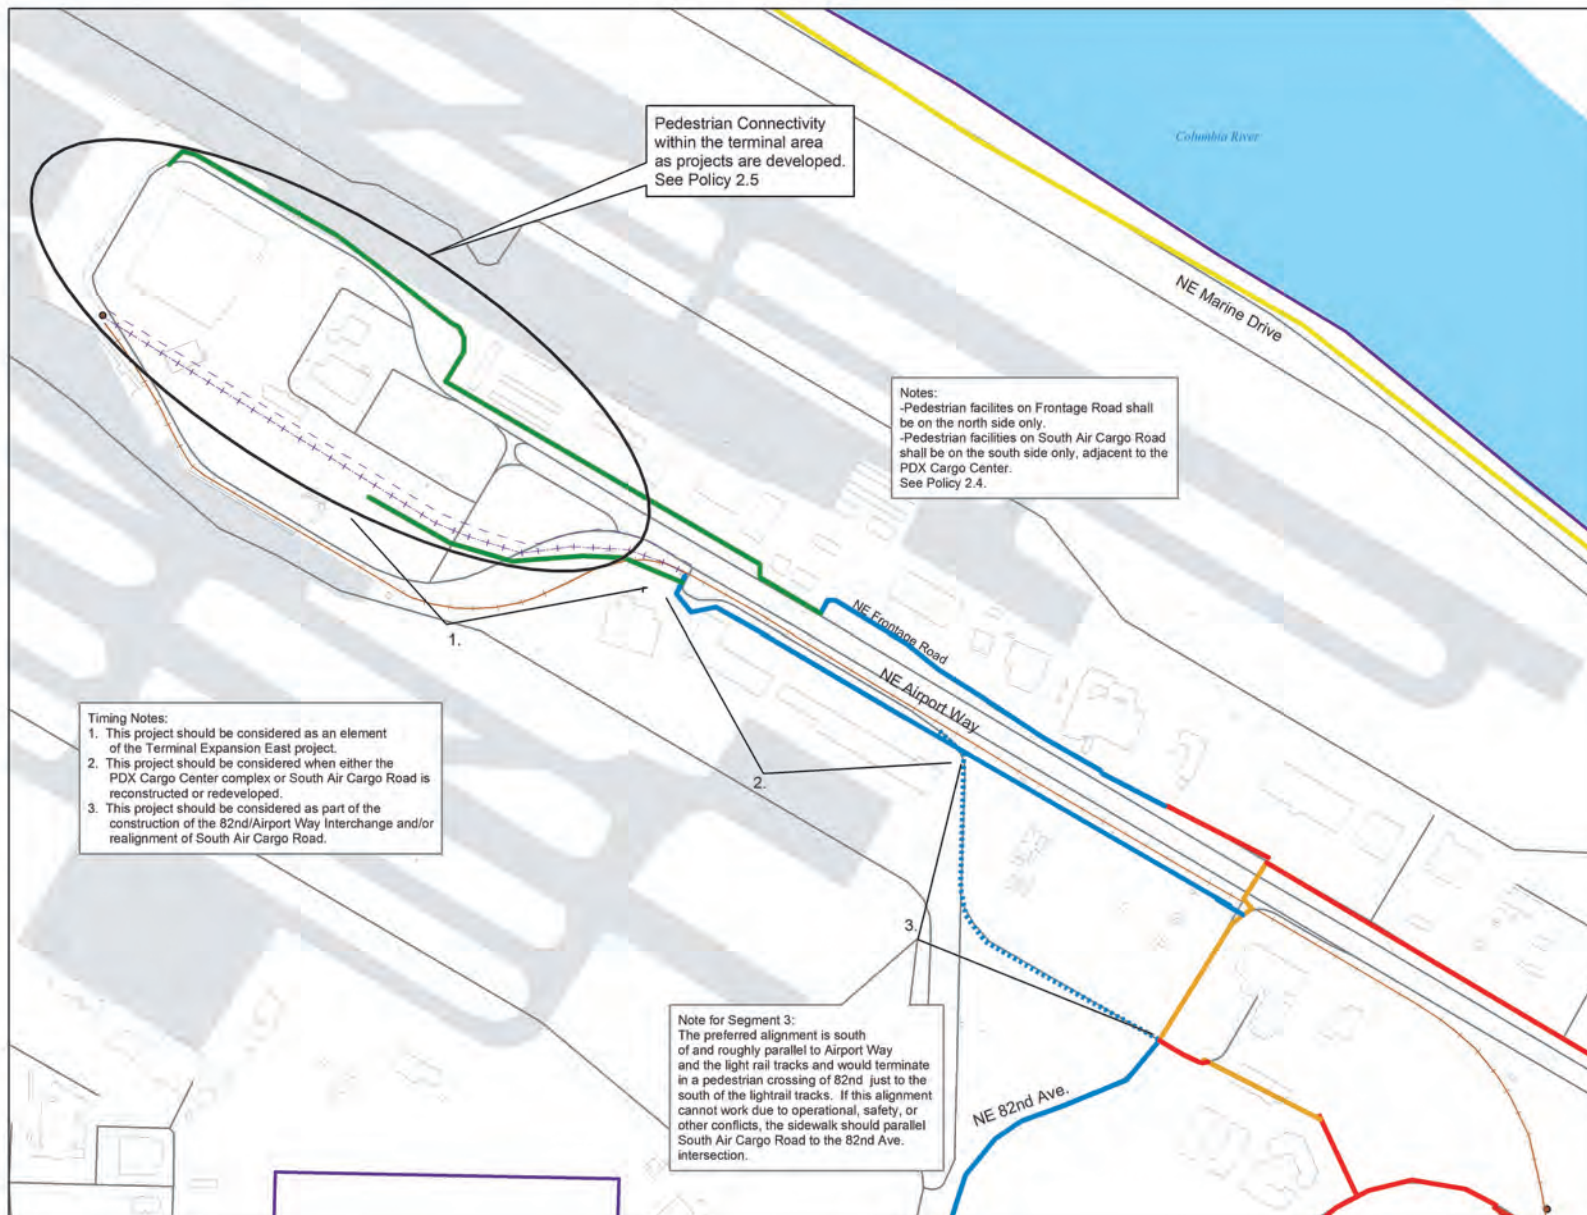 Pedestrian Connectivity
within the terminal area
as projects are developed.
See Policy 2.5
Columbia River
NE Marine Drive
Notes:
-Pedestrian facilites on Frontage Road shall
be on the north side only.
-Pedestrian facilities on South Air Cargo Road
shall be on the south side only, adjacent to the
PDX Cargo Center.
See Policy 2.4.
NE Frontage Road
1.
NE Airport Way
Timing Notes:
1. This project should be considered as an element
of the Terminal Expansion East project.
2. This project should be considered when either the
PDX Cargo Center complex or South Air Cargo Road is
reconstructed or redeveloped.
3. This project should be considered as part of the
construction of the 82nd/Airport Way Interchange and/or
realignment of South Air Cargo Road.
2.
3.
Note for Segment 3:
The preferred alignment is south
of and roughly parallel to Airport Way
and the light rail tracks and would terminate
in a pedestrian crossing of 82nd just to the
south of the lightrail tracks. If this alignment
cannot work due to operational, safety, or
other conflicts, the sidewalk should parallel
South Air Cargo Road to the 82nd Ave.
intersection.
NE 82nd Ave.